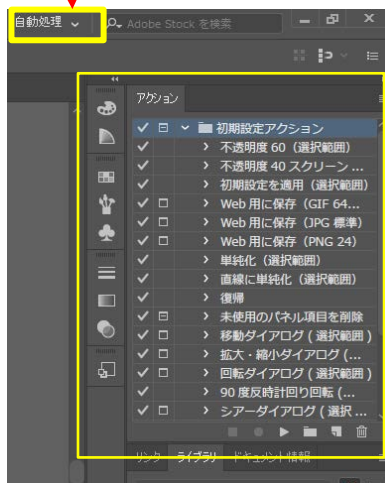 自動処理
Adobe Stock を検索
アクション
初期設定アクション
不透明度 60（選択範囲）
不透明度 40 スクリーン ...
初期設定を適用（選択範囲）
Web 用に保存（GIF 64...
Web 用に保存（JPG 標準）
Web 用に保存（PNG 24）
単純化（選択範囲）
直線に単純化（選択範囲）
復帰
未使用のパネル項目を削除
移動ダイアログ ( 選択範囲 )
拡大・縮小ダイアログ (...
回転ダイアログ ( 選択範囲 )
90 度反時計回り回転 (...
シアーダイアログ ( 選択 ...
リンク ライブラリ ドキュメント情報